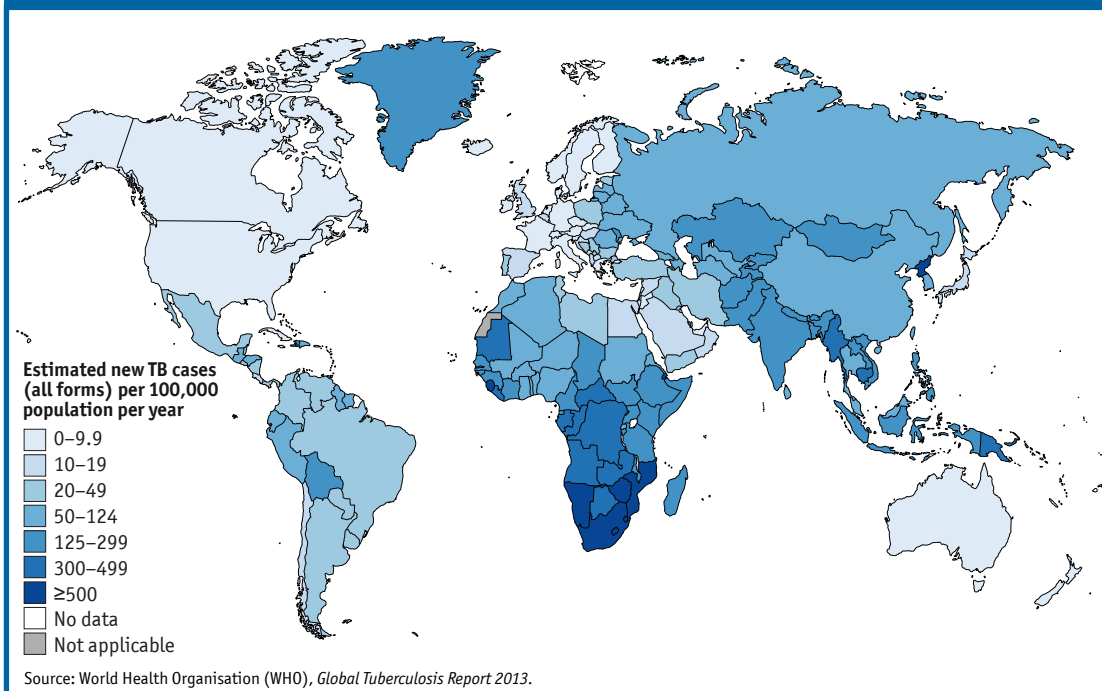 Estimated new TB cases
(all forms) per 100,000
population per year
0–9.9
10–19
20–49
50–124
125–299
300–499
≥500
No data
Not applicable
Source: World Health Organisation (WHO), Global Tuberculosis Report 2013.